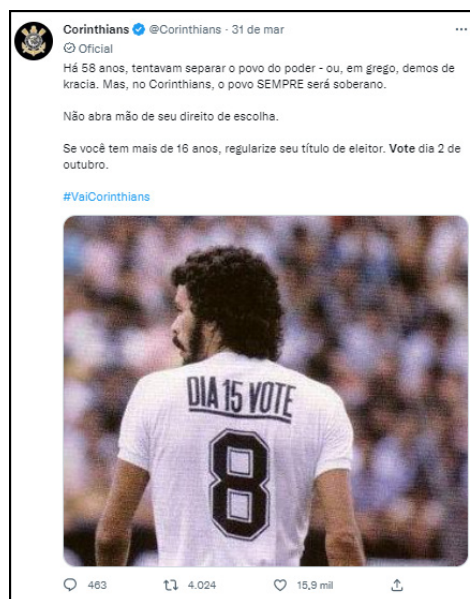 Corinthians @Corinthians · 31 de mar ···
Oficial
Há 58 anos, tentavam separar o povo do poder - ou, em grego, demos de
kracia. Mas, no Corinthians, o povo SEMPRE será soberano.
Não abra mão de seu direito de escolha.
Se você tem mais de 16 anos, regularize seu título de eleitor. Vote dia 2 de
outubro.
#VaiCorinthians
DIA 15 VOTE
8
463 4.024 15,9 mil